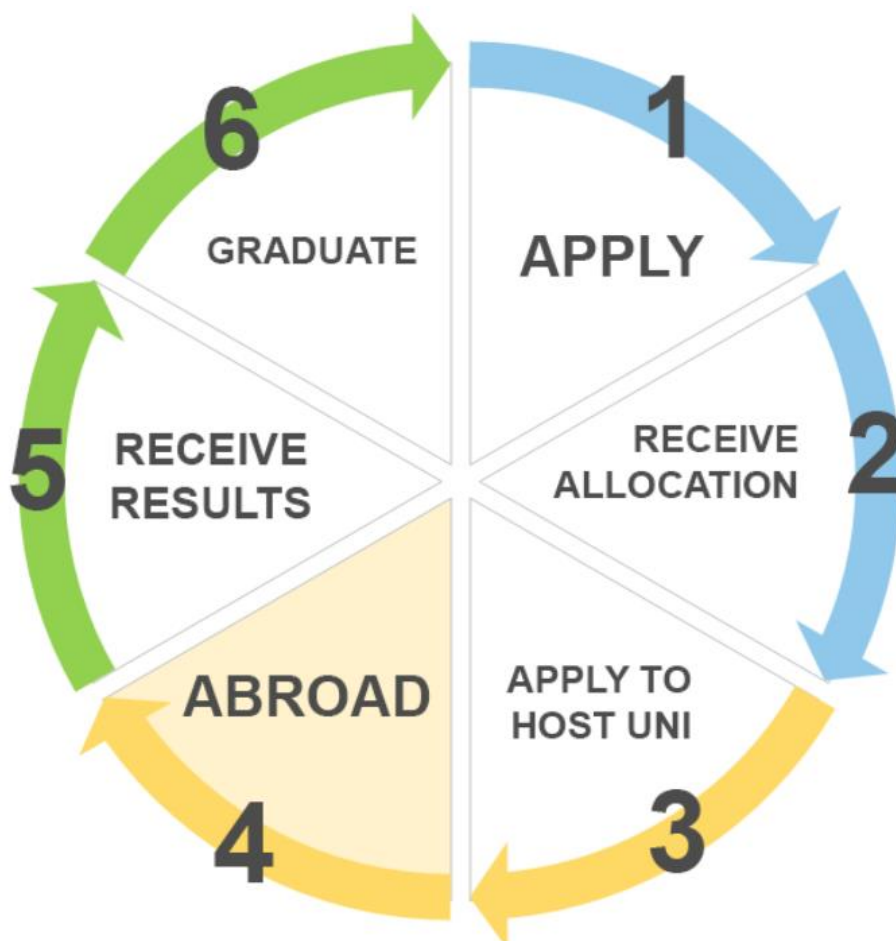 1
APPLY
2
RECEIVE
ALLOCATION
3
APPLY TO
HOST UNI
4
ABROAD
5
RECEIVE
RESULTS
6
GRADUATE